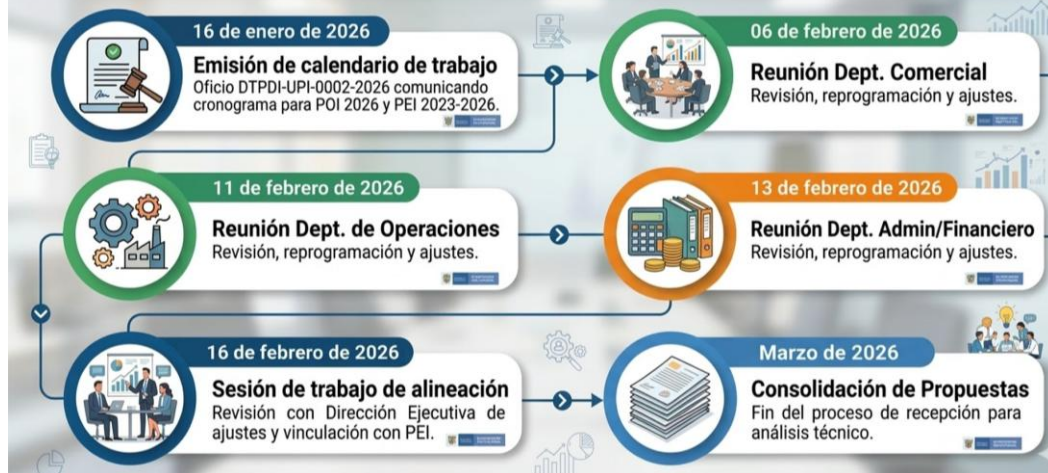 16 de enero de 2026
Emisión de calendario de trabajo
Oficio DTPDI-UPI-0002-2026 comunicando
cronograma para POI 2026 y PEI 2023-2026.
06 de febrero de 2026
Reunión Dept. Comercial
Revisión, reprogramación y ajustes.
11 de febrero de 2026
Reunión Dept. de Operaciones
Revisión, reprogramación y ajustes.
13 de febrero de 2026
Reunión Dept. Admin/Financiero
Revisión, reprogramación y ajustes.
16 de febrero de 2026
Sesión de trabajo de alineación
Revisión con Dirección Ejecutiva de
ajustes y vinculación con PEI.
Marzo de 2026
Consolidación de Propuestas
Fin del proceso de recepción para
análisis técnico.